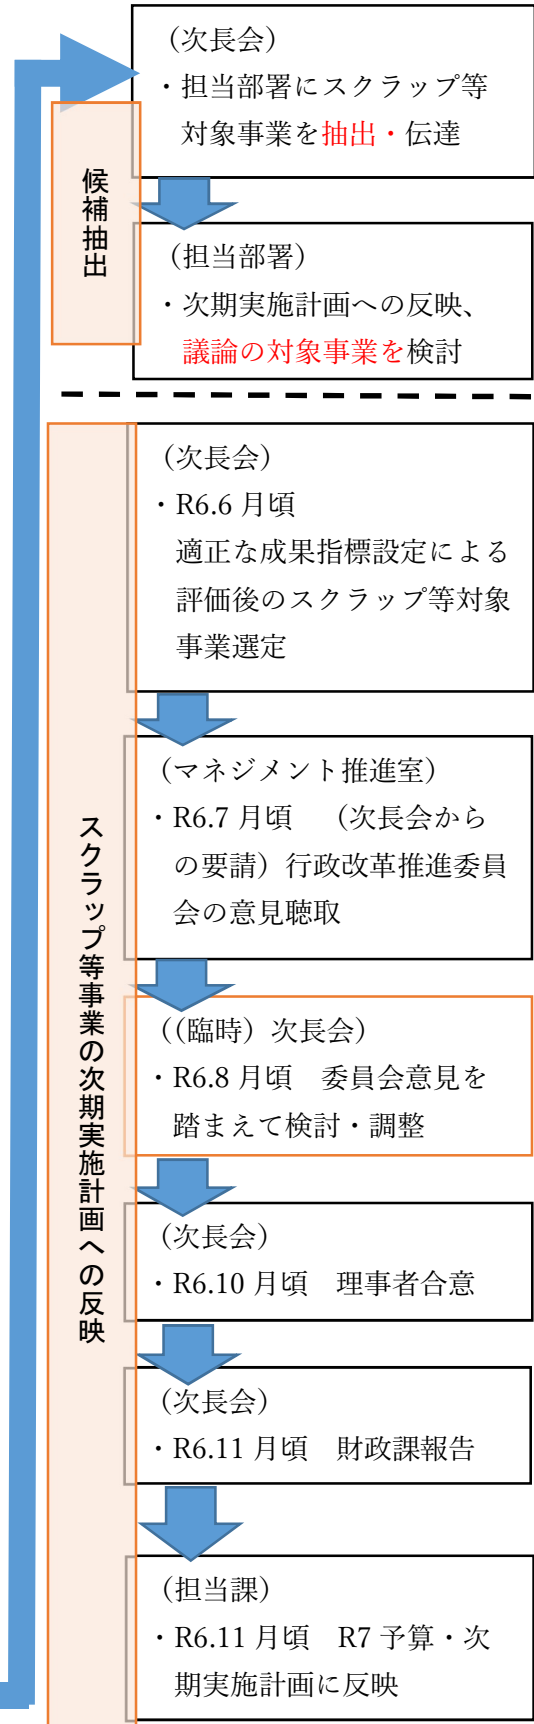 （次長会）
・担当部署にスクラップ等
対象事業を抽出・伝達
候補抽出
（担当部署）
・次期実施計画への反映、
議論の対象事業を検討
スクラップ等事業の次期実施計画への反映
（次長会）
・R6.6 月頃
適正な成果指標設定による
評価後のスクラップ等対象
事業選定
（マネジメント推進室）
・R6.7 月頃　（次長会から
の要請）行政改革推進委員
会の意見聴取
（(臨時）次長会）
・R6.8 月頃　委員会意見を
踏まえて検討・調整
（次長会）
・R6.10 月頃　理事者合意
（次長会）
・R6.11 月頃　財政課報告
（担当課）
・R6.11 月頃　R7 予算・次
期実施計画に反映